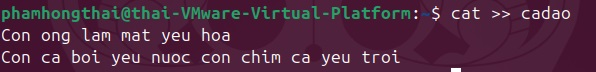 phamhongthai@thai-VMware-Virtual-Platform:~$ cat >> cadao
Con ong lam mat yeu hoa
Con ca boi yeu nuoc con chim ca yeu troi